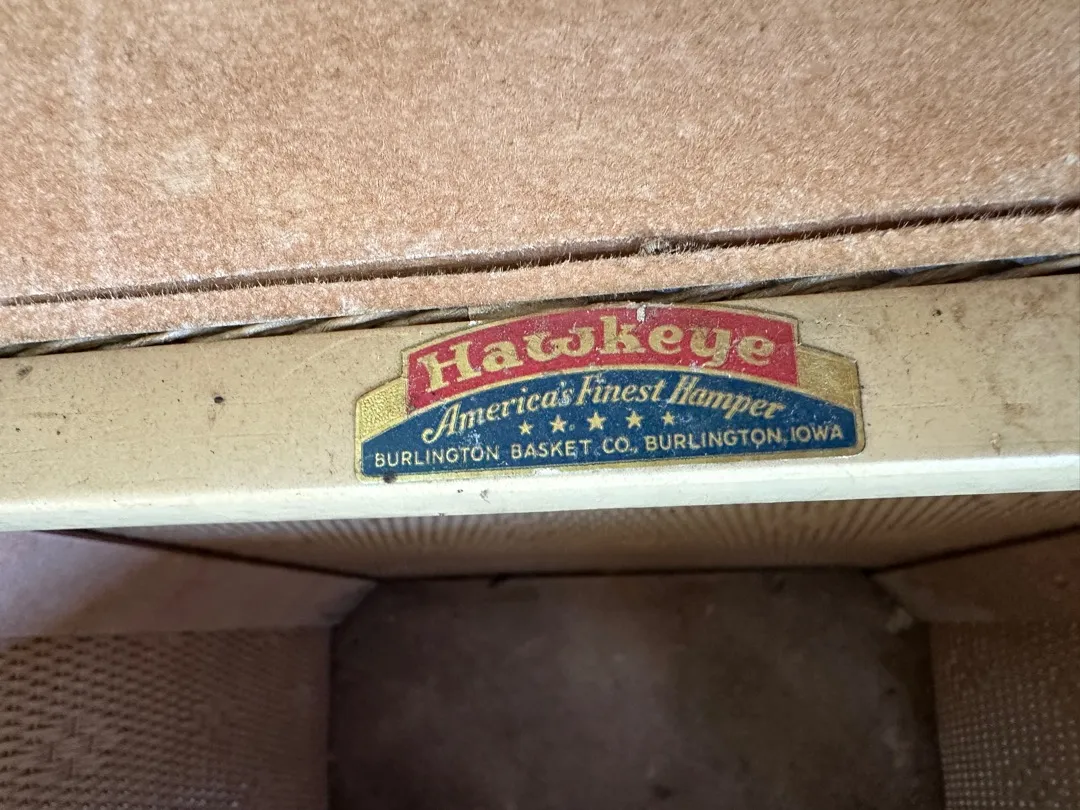 Hawkeye
America's Finest Hamper
BURLINGTON BASKET CO., BURLINGTON, IOWA